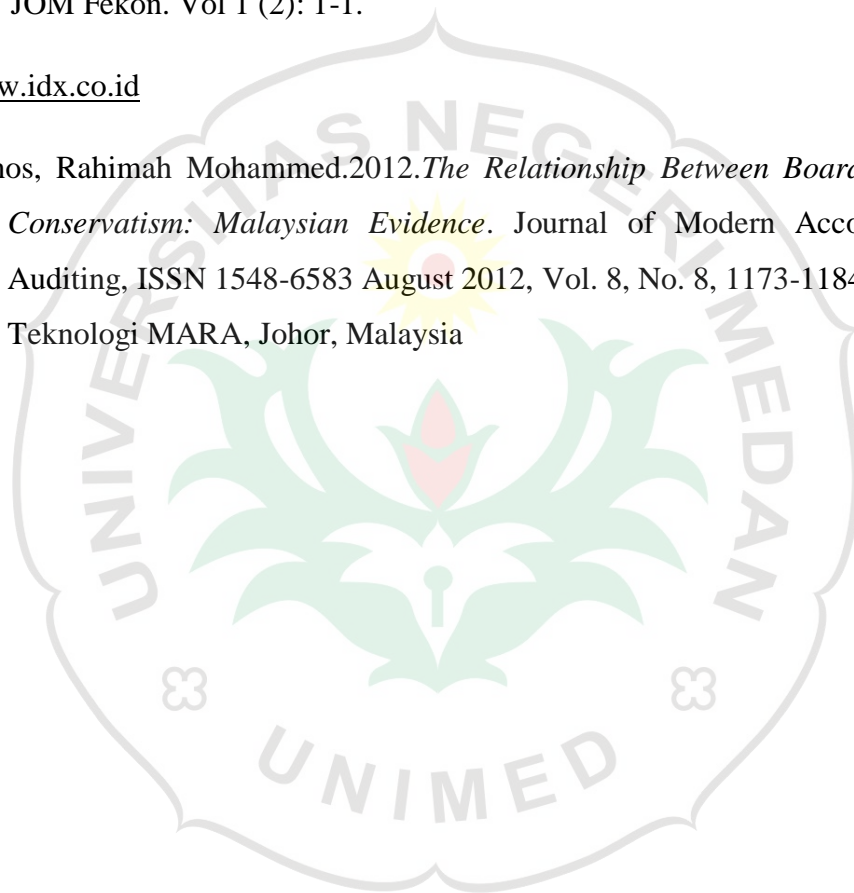 JOM Fekon. Vol 1 (2): 1-1.
w.idx.co.id
nos, Rahimah Mohammed.2012.The Relationship Between Board
Conservatism: Malaysian Evidence. Journal of Modern Acco
Auditing, ISSN 1548-6583 August 2012, Vol. 8, No. 8, 1173-1184
Teknologi MARA, Johor, Malaysia
UNIVERSITAS NEGERI MEDAN
UNIMED